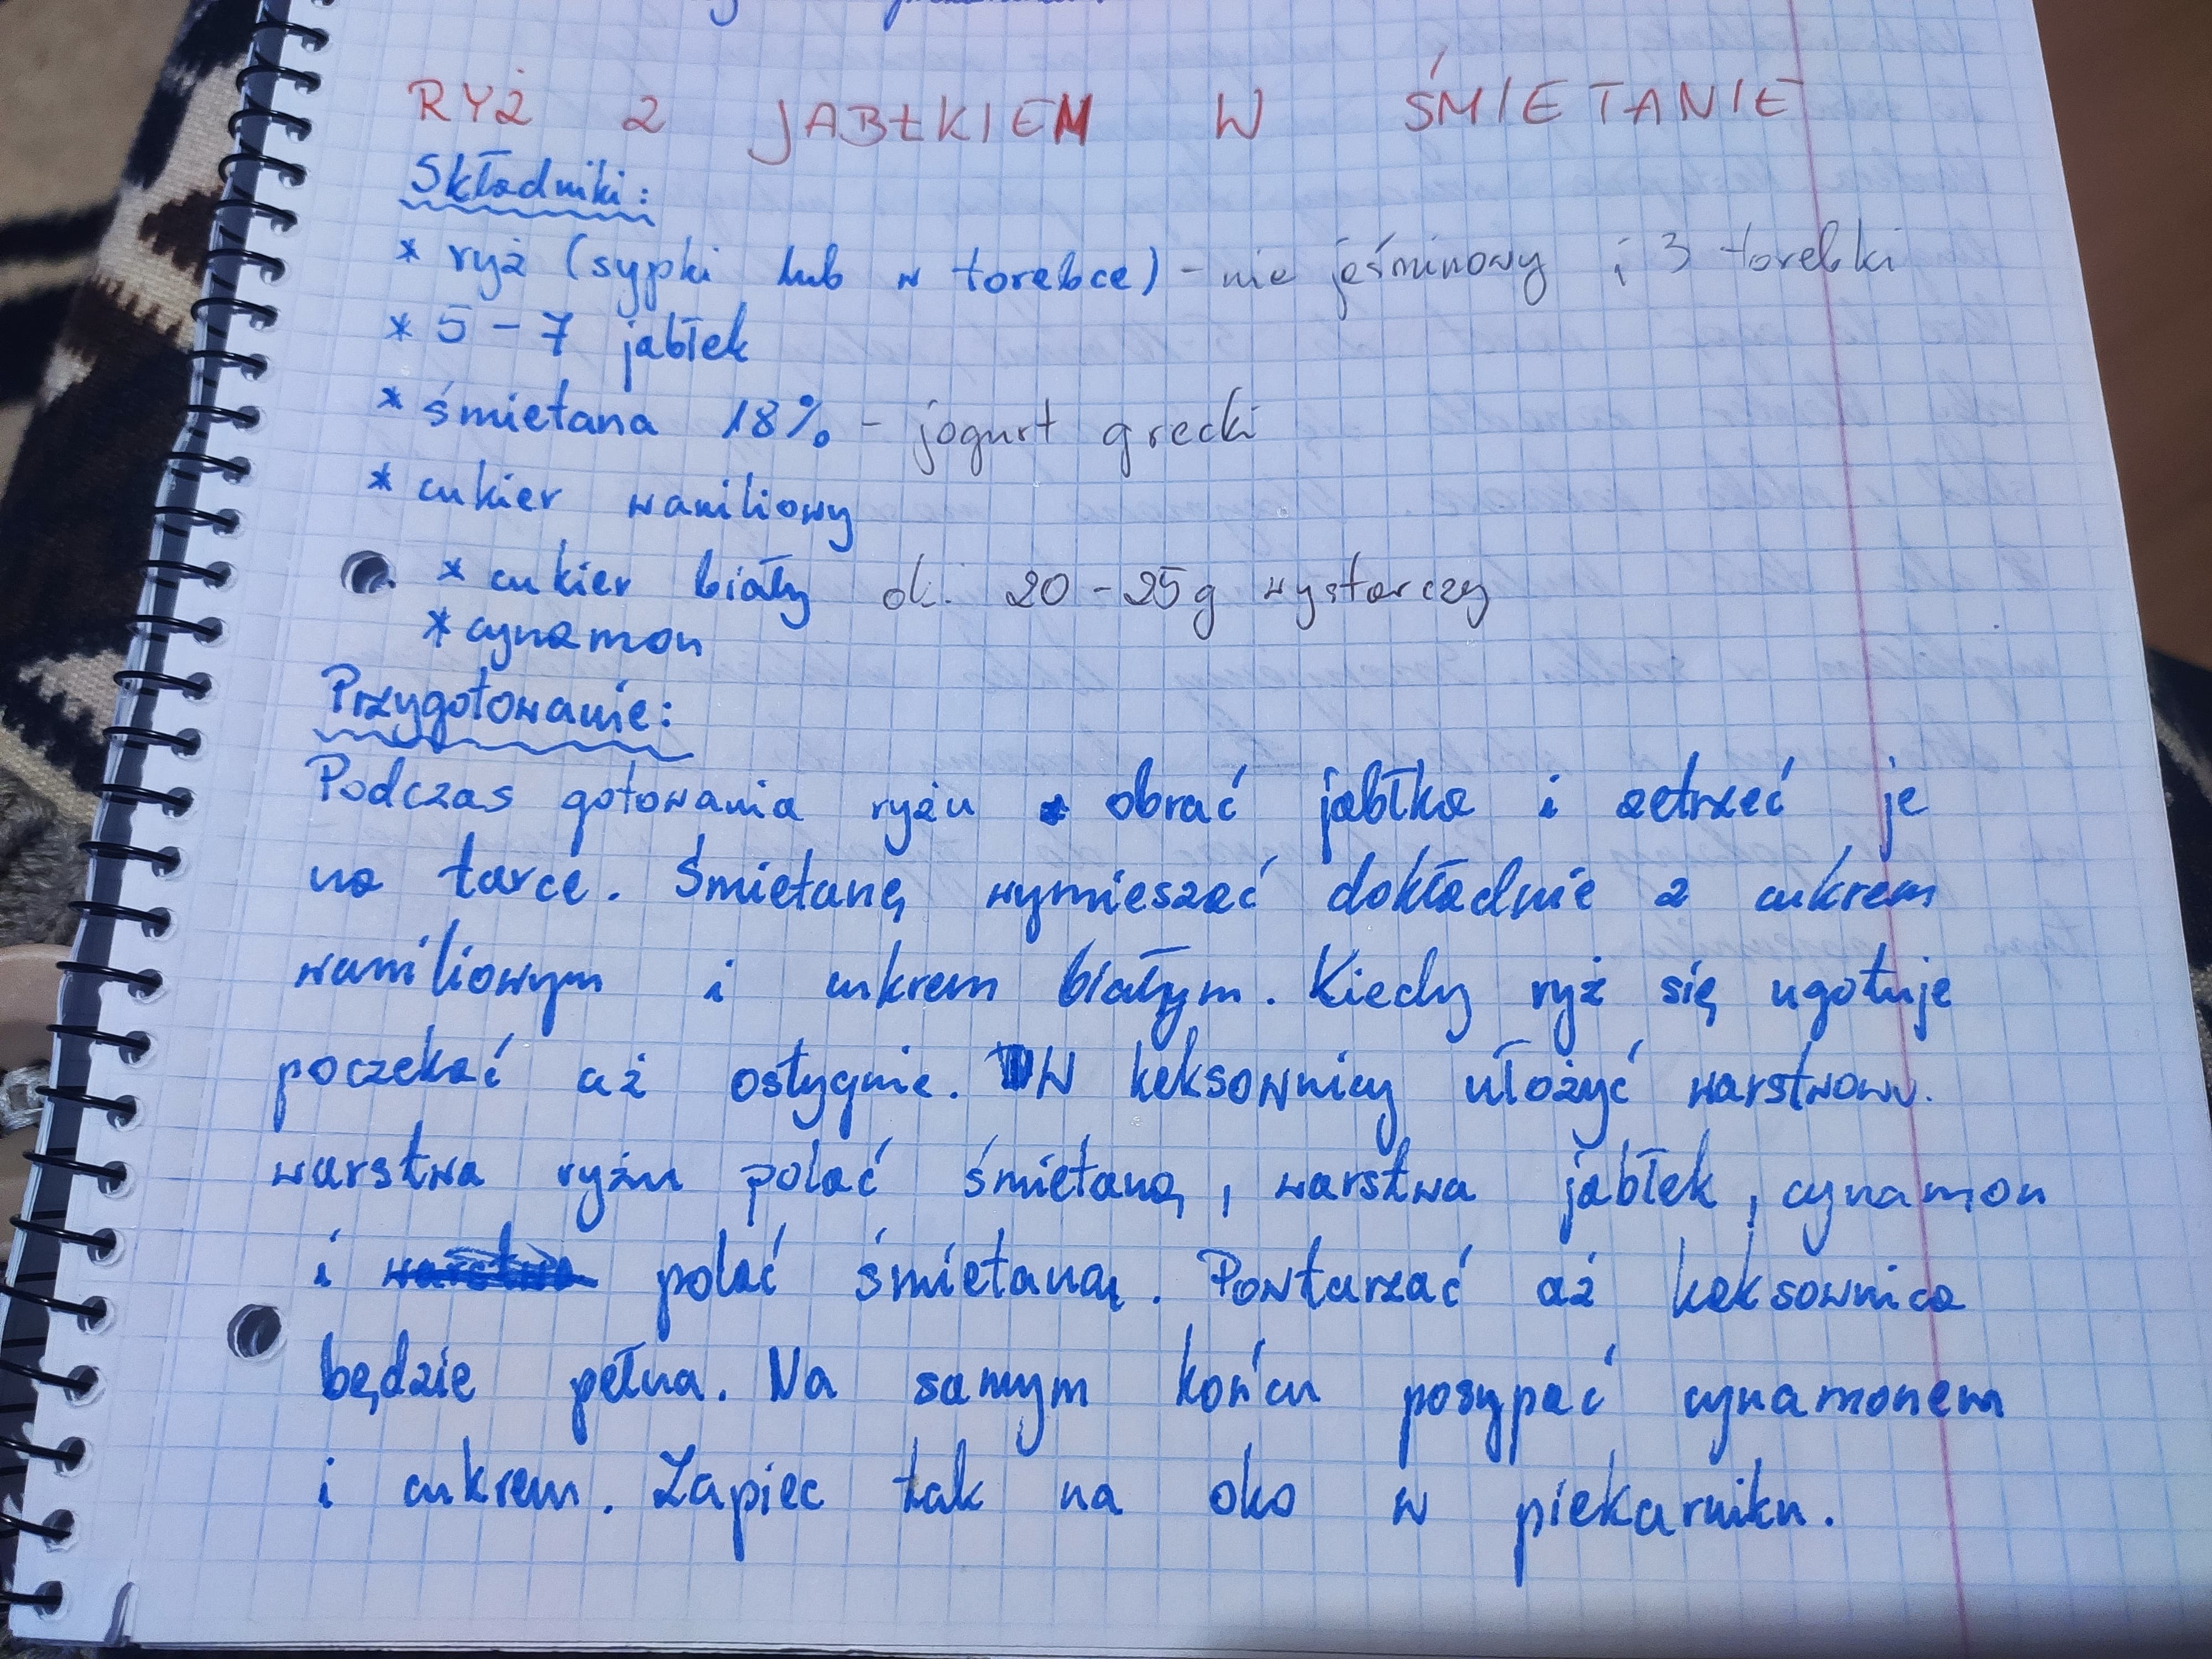 RYŻ Z JABŁKIEM W ŚMIETANIE
Składniki:
* ryż (sypki lub w torebce) - nie jeśminowy i 3 torebki
* 5 - 7 jabłek
* śmietana 18% - jogurt grecki
* cukier waniliowy
* cukier biały ok. 20 - 25g wystarczy
* cynamon
Przygotowanie:
Podczas gotowania ryżu obrać jabłka i zetrzeć je
na tarce. Śmietanę wymieszać dokładnie z cukrem
waniliowym i cukrem białym. Kiedy ryż się ugotuje
poczekać aż ostygnie. W keksownicy ułożyć warstwowo.
warstwa ryżu polać śmietaną, warstwa jabłek, cynamon
i polać śmietaną. Powtarzać aż keksownica
będzie pełna. Na samym końcu posypać cynamonem
i cukrem. Zapiec tak na oko w piekarniku.